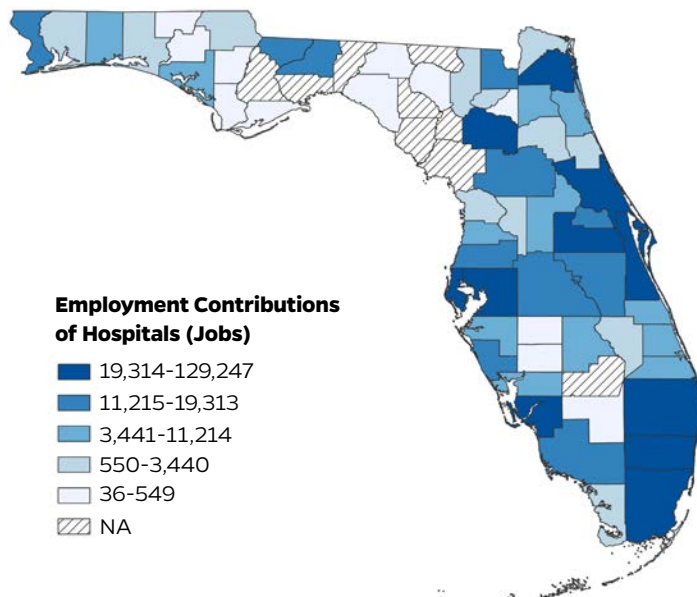 Employment Contributions
of Hospitals (Jobs)
19,314-129,247
11,215-19,313
3,441-11,214
550-3,440
36-549
NA